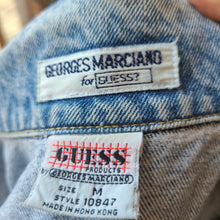 GEORGES MARCIANO
for GUESS?
GUESS
PRODUCTS
BY GEORGES MARCIANO
SIZE M
STYLE 10847
MADE IN HONG KONG